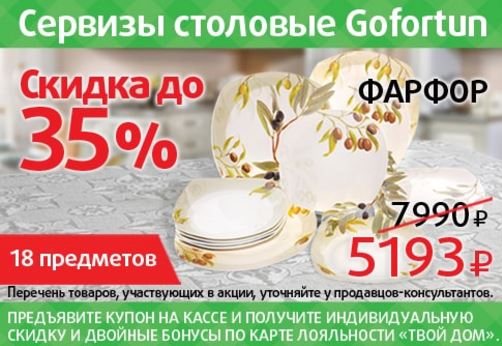 Сервизы столовые Gofortun
Скидка до
35%
ФАРФОР
7990 ₽
5193 ₽
18 предметов
Перечень товаров, участвующих в акции, уточняйте у продавцов-консультантов.
ПРЕДЪЯВИТЕ КУПОН НА КАССЕ И ПОЛУЧИТЕ ИНДИВИДУАЛЬНУЮ
СКИДКУ И ДВОЙНЫЕ БОНУСЫ ПО КАРТЕ ЛОЯЛЬНОСТИ «ТВОЙ ДОМ».